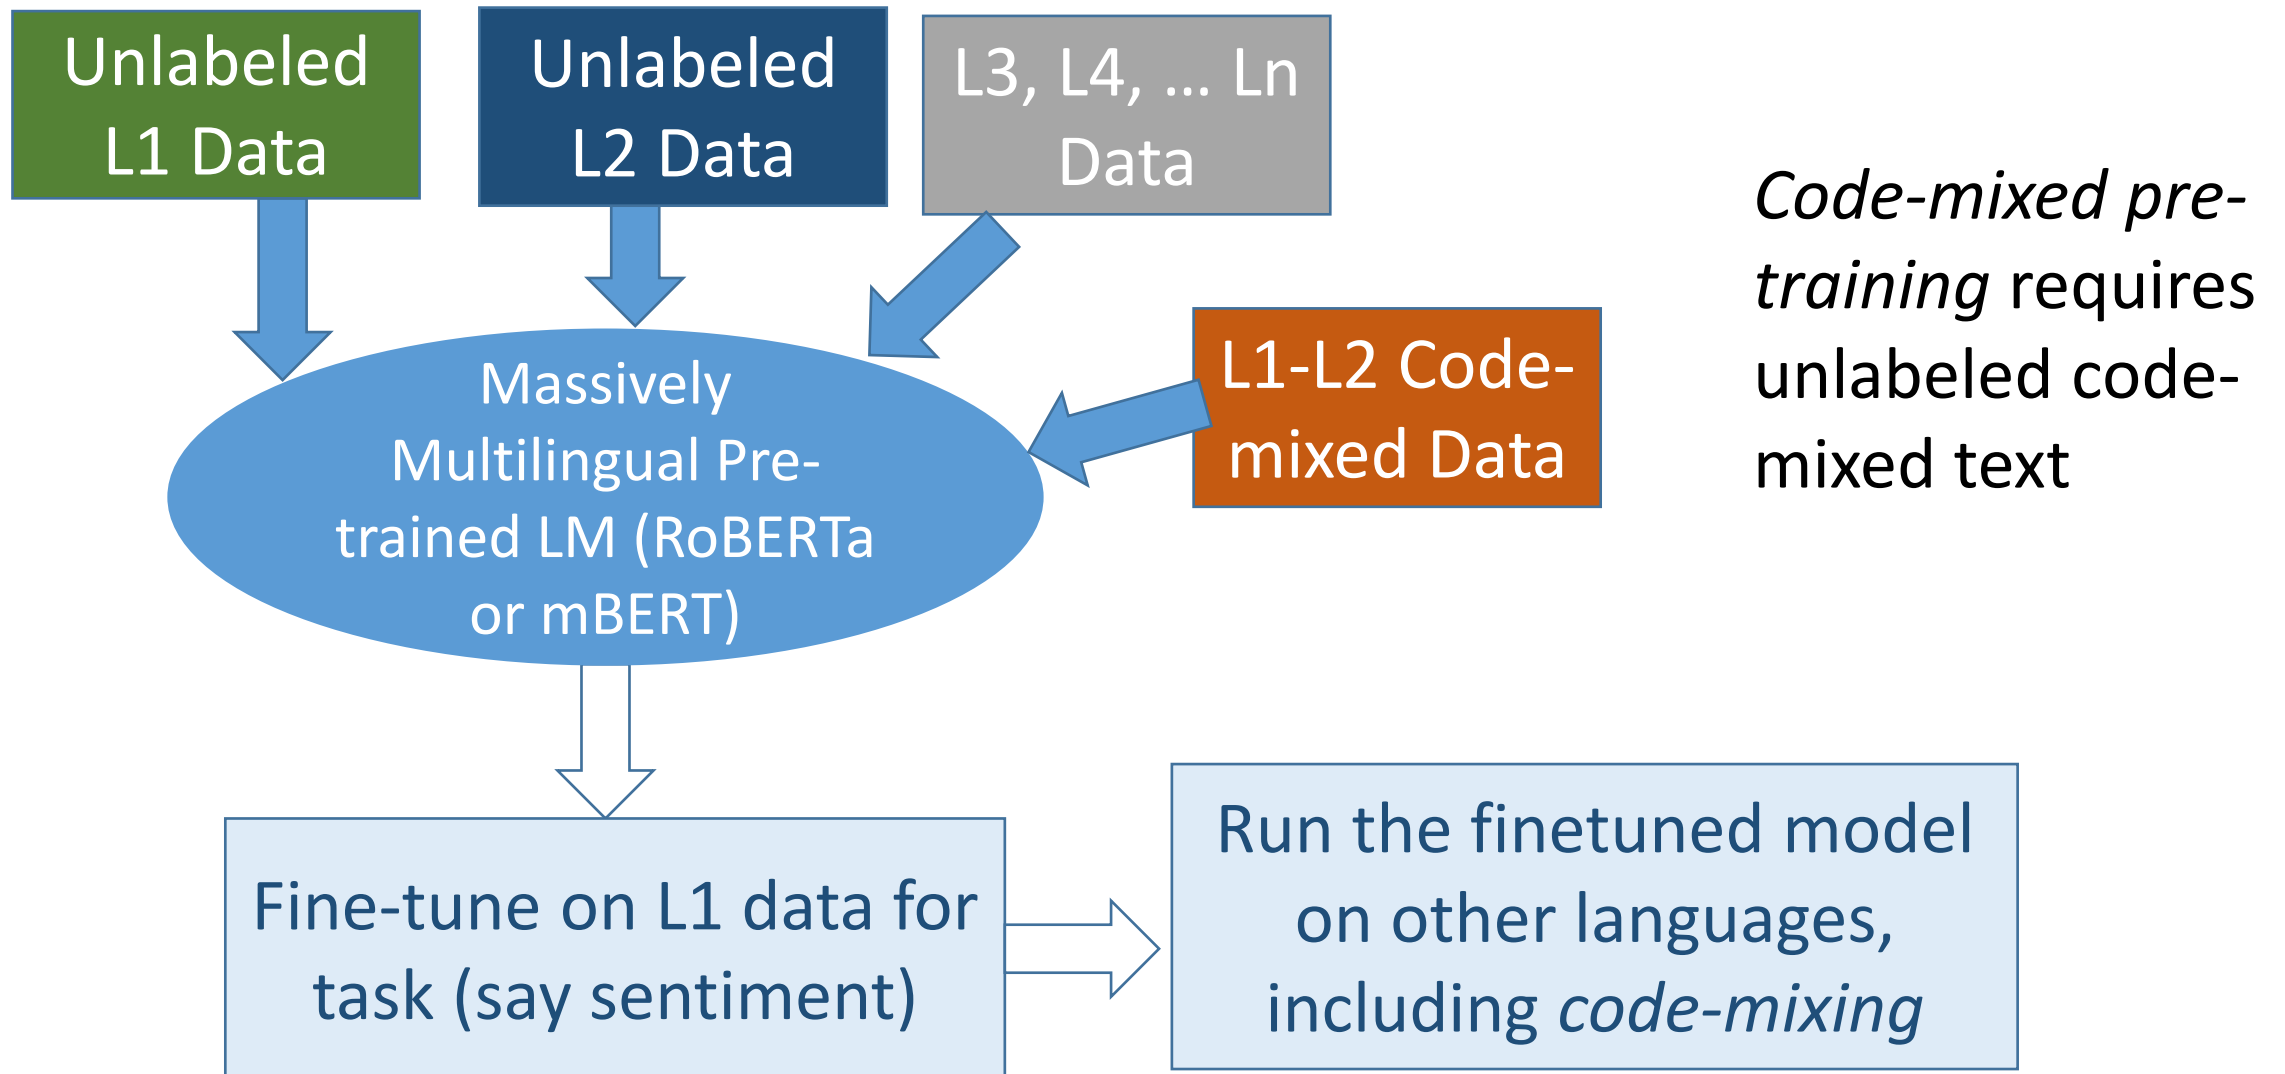 Unlabeled
L1 Data
Unlabeled
L2 Data
L3, L4, ... Ln
Data
Code-mixed pre-
training requires
unlabeled code-
mixed text
L1-L2 Code-
mixed Data
Massively
Multilingual Pre-
trained LM (RoBERTa
or mBERT)
Fine-tune on L1 data for
task (say sentiment)
Run the finetuned model
on other languages,
including code-mixing